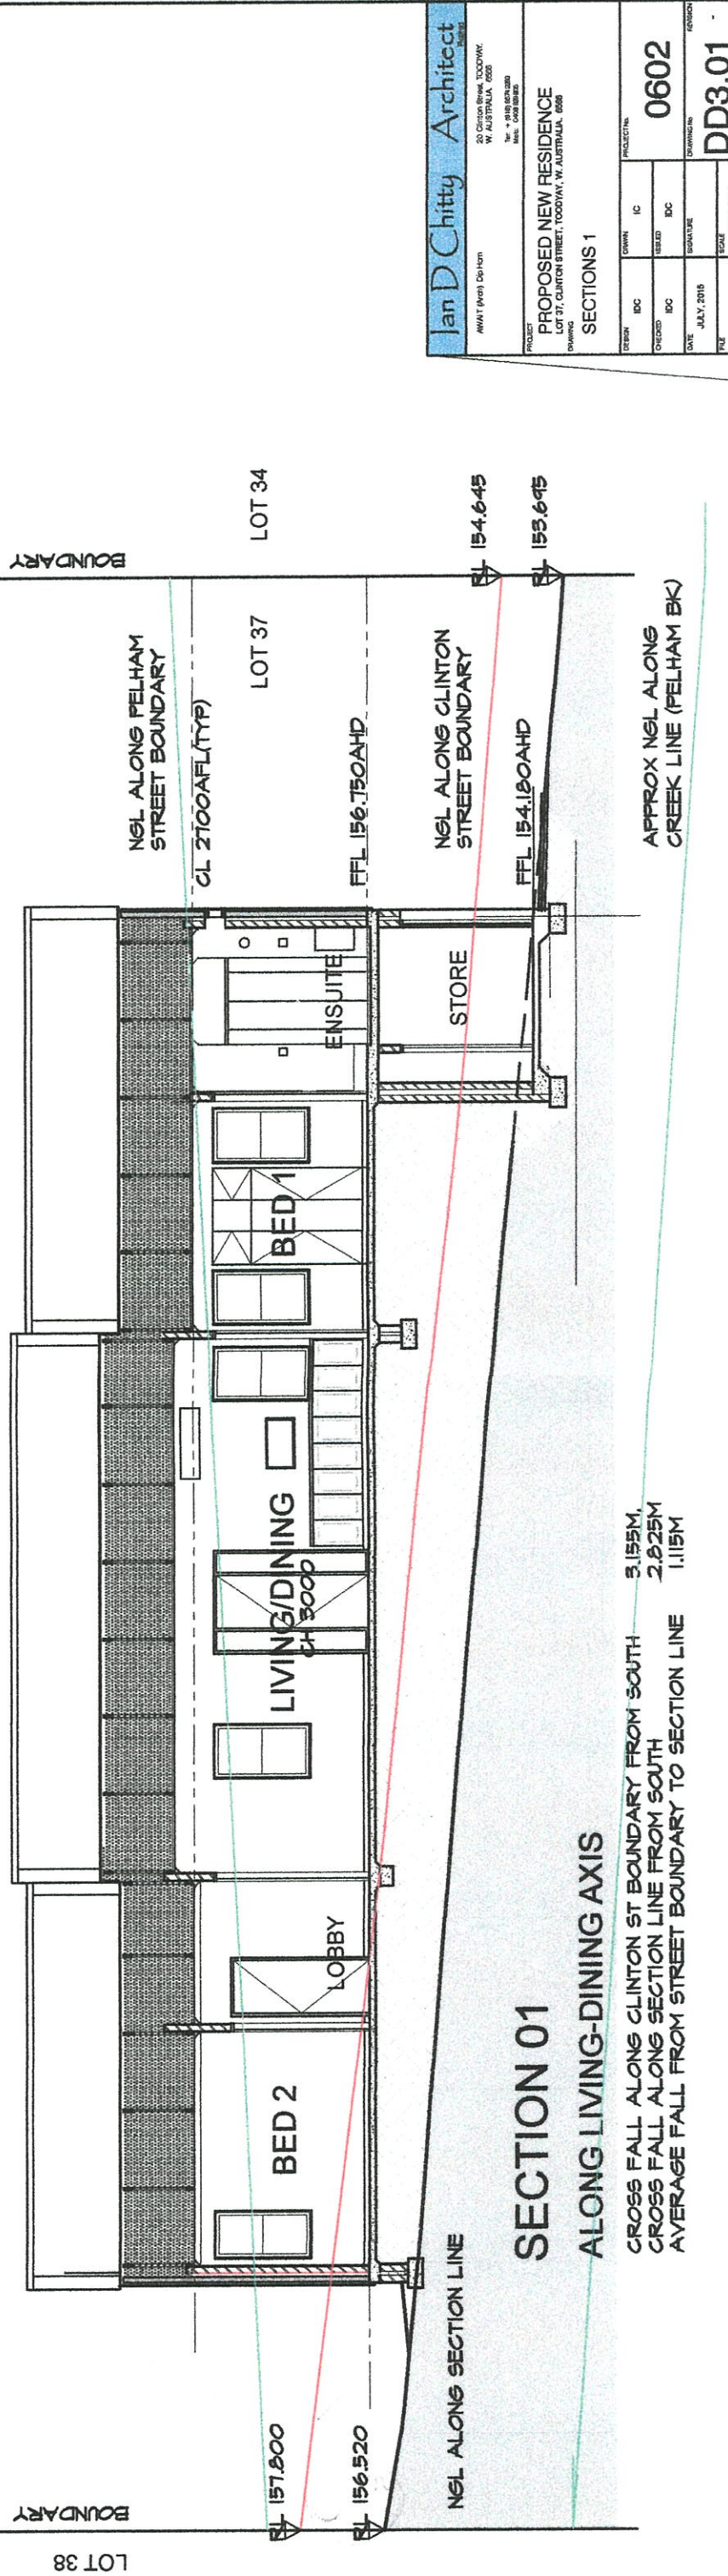 LOT 38
BOUNDARY
RL 157.800
RL 156.520
NGL ALONG SECTION LINE
BED 2
LOBBY
LIVING/DINING
CH 3000
BED 1
ENSUITE
STORE
NGL ALONG PELHAM
STREET BOUNDARY
CL 2700AFL(TYP)
FFL 156.750AHD
NGL ALONG CLINTON
STREET BOUNDARY
FFL 154.180AHD
BOUNDARY
LOT 37
LOT 34
RL 154.645
RL 153.695
APPROX NGL ALONG
CREEK LINE (PELHAM BK)
SECTION 01
ALONG LIVING-DINING AXIS
CROSS FALL ALONG CLINTON ST BOUNDARY FROM SOUTH 3.155M,
CROSS FALL ALONG SECTION LINE FROM SOUTH 2.825M
AVERAGE FALL FROM STREET BOUNDARY TO SECTION LINE 1.115M
Ian D Chitty Architect
20 Clinton Street, TOODYAY.
W. AUSTRALIA. 6566
PROJECT
PROPOSED NEW RESIDENCE
LOT 37, CLINTON STREET, TOODYAY, W. AUSTRALIA. 6566
DRAWING
SECTIONS 1
DESIGN IDC
DRAWN IC
PROJECT No.
0602
CHECKED IDC
ISSUED IDC
DATE JULY, 2015
SIGNATURE
DRAWING No
REVISION
DD3.01 -
FILE
SCALE